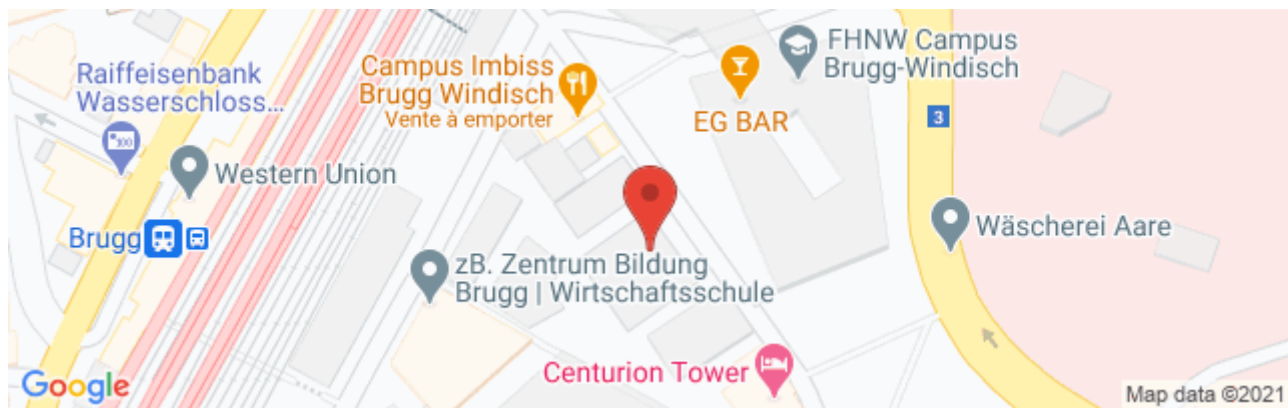 FHNW Campus
Brugg-Windisch
Raiffeisenbank
Wasserschloss...
Campus Imbiss
Brugg Windisch
Vente à emporter
EG BAR
3
100
Western Union
Brugg
Wäscherei Aare
zB. Zentrum Bildung
Brugg | Wirtschaftsschule
Centurion Tower
Google
Map data ©2021